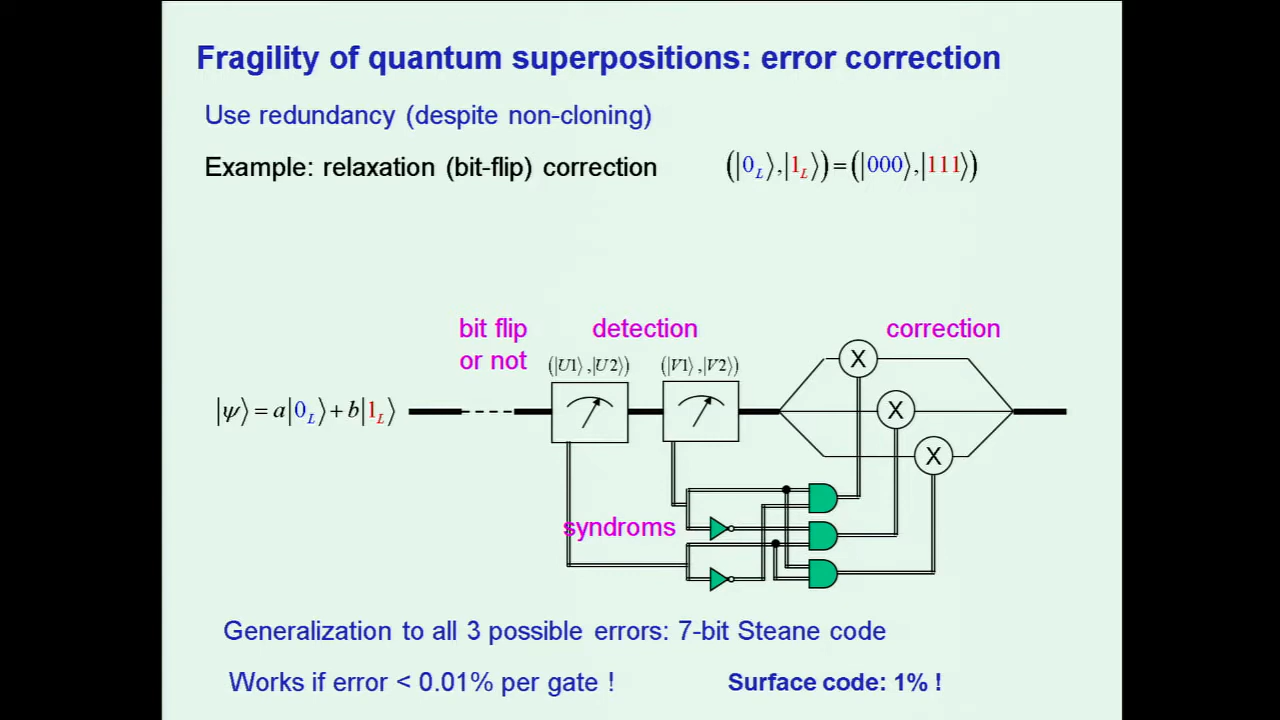 Fragility of quantum superpositions: error correction
Use redundancy (despite non-cloning)
Example: relaxation (bit-flip) correction
(|0_L⟩,|1_L⟩)=(|000⟩,|111⟩)
bit flip
or not
detection
correction
(|U1⟩,|U2⟩)
(|V1⟩,|V2⟩)
X
X
X
|ψ⟩=a|0_L⟩+b|1_L⟩
syndroms
Generalization to all 3 possible errors: 7-bit Steane code
Works if error < 0.01% per gate !
Surface code: 1% !